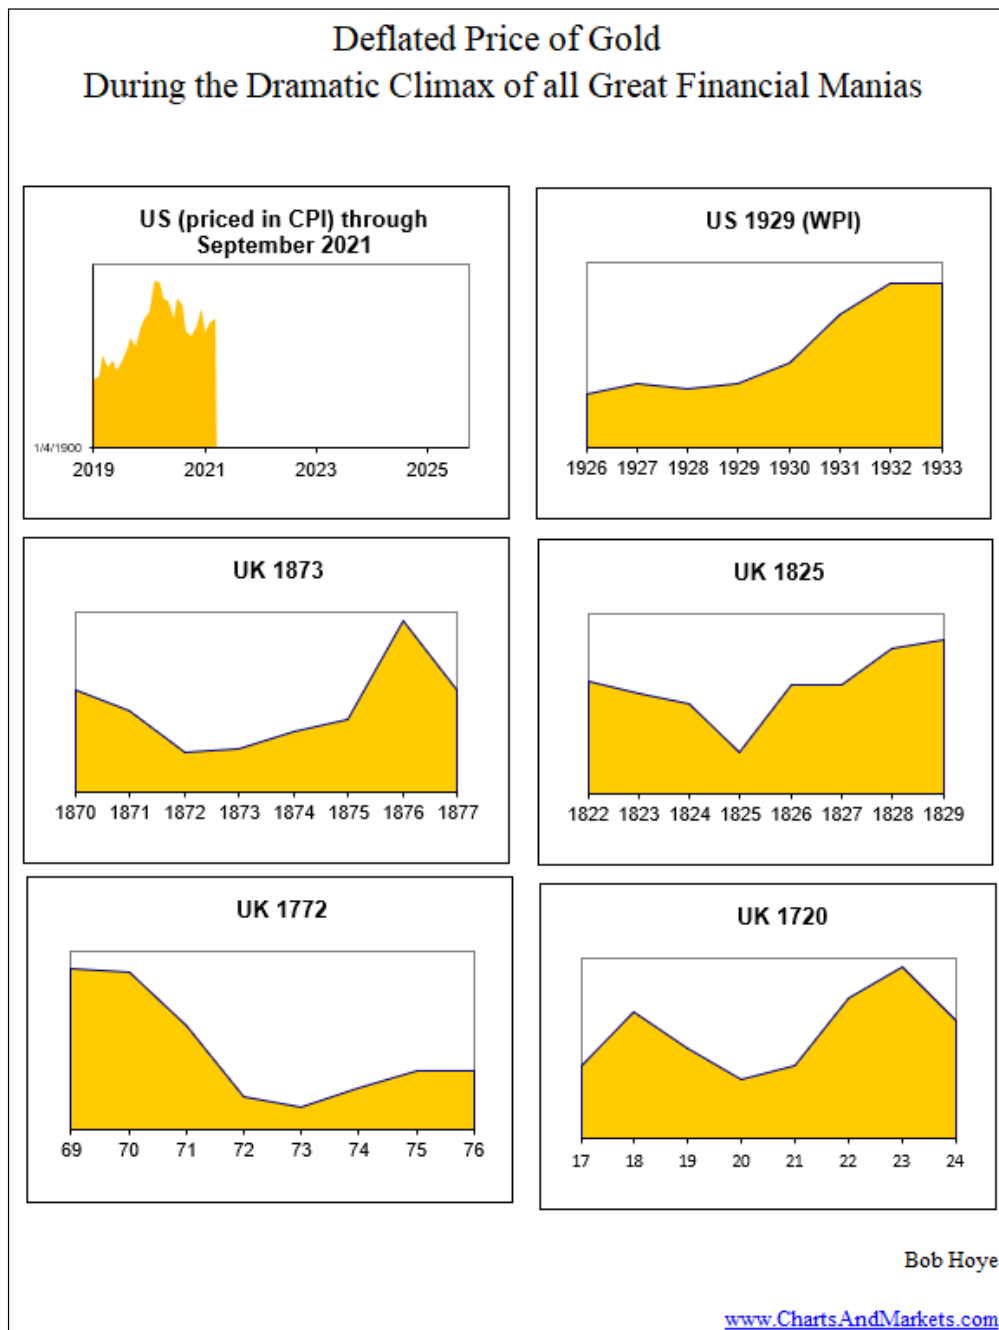 Deflated Price of Gold
During the Dramatic Climax of all Great Financial Manias
US (priced in CPI) through
September 2021
1/4/1900
2019 2021 2023 2025
US 1929 (WPI)
1926 1927 1928 1929 1930 1931 1932 1933
UK 1873
1870 1871 1872 1873 1874 1875 1876 1877
UK 1825
1822 1823 1824 1825 1826 1827 1828 1829
UK 1772
69 70 71 72 73 74 75 76
UK 1720
17 18 19 20 21 22 23 24
Bob Hoye
www.ChartsAndMarkets.com